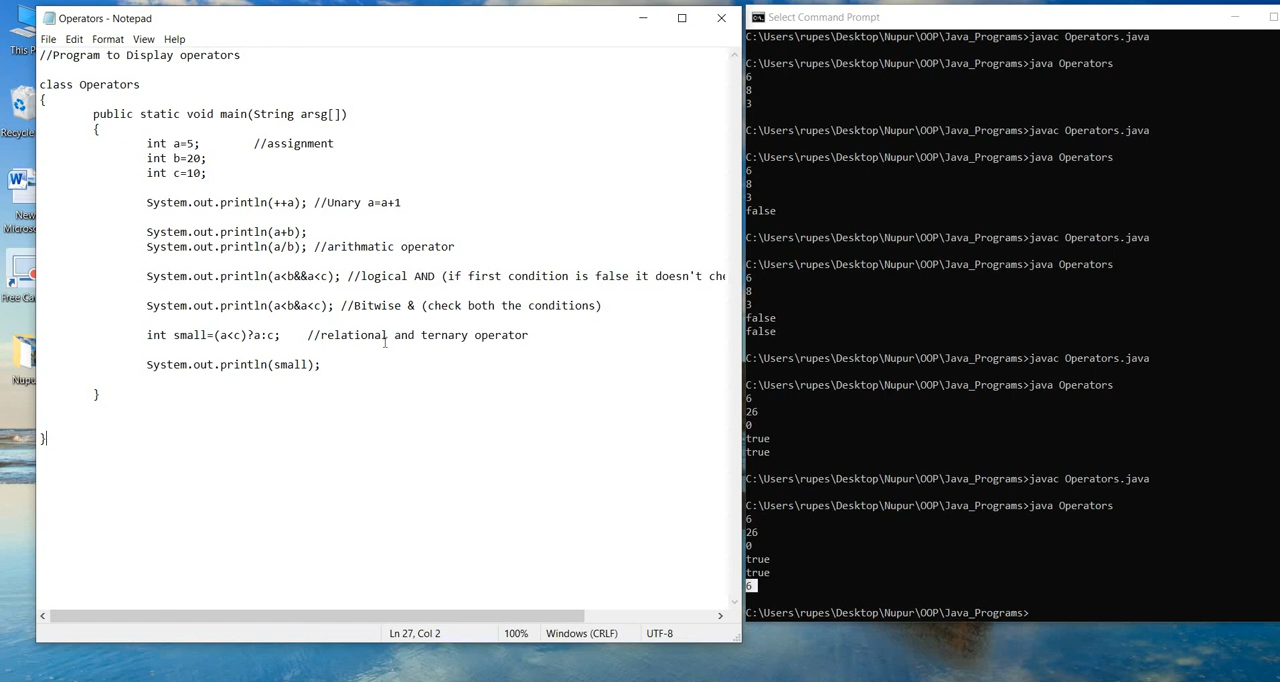 Operators - Notepad
File Edit Format View Help
//Program to Display operators
class Operators
{
public static void main(String arsg[])
{
int a=5; //assignment
int b=20;
int c=10;
System.out.println(++a); //Unary a=a+1
System.out.println(a+b);
System.out.println(a/b); //arithmatic operator
System.out.println(a<b&&a<c); //logical AND (if first condition is false it doesn't che
System.out.println(a<b&a<c); //Bitwise & (check both the conditions)
int small=(a<c)?a:c; //relational and ternary operator
System.out.println(small);
}
}
Ln 27, Col 2 100% Windows (CRLF) UTF-8
Select Command Prompt
C:\Users\rupes\Desktop\Nupur\OOP\Java_Programs>javac Operators.java
C:\Users\rupes\Desktop\Nupur\OOP\Java_Programs>java Operators
6
8
3
C:\Users\rupes\Desktop\Nupur\OOP\Java_Programs>javac Operators.java
C:\Users\rupes\Desktop\Nupur\OOP\Java_Programs>java Operators
6
8
3
false
C:\Users\rupes\Desktop\Nupur\OOP\Java_Programs>javac Operators.java
C:\Users\rupes\Desktop\Nupur\OOP\Java_Programs>java Operators
6
8
3
false
false
C:\Users\rupes\Desktop\Nupur\OOP\Java_Programs>javac Operators.java
C:\Users\rupes\Desktop\Nupur\OOP\Java_Programs>java Operators
6
26
0
true
true
C:\Users\rupes\Desktop\Nupur\OOP\Java_Programs>javac Operators.java
C:\Users\rupes\Desktop\Nupur\OOP\Java_Programs>java Operators
6
26
0
true
true
6
C:\Users\rupes\Desktop\Nupur\OOP\Java_Programs>
This P
Recycle
W
New
Micros
Free Ca
Nupu